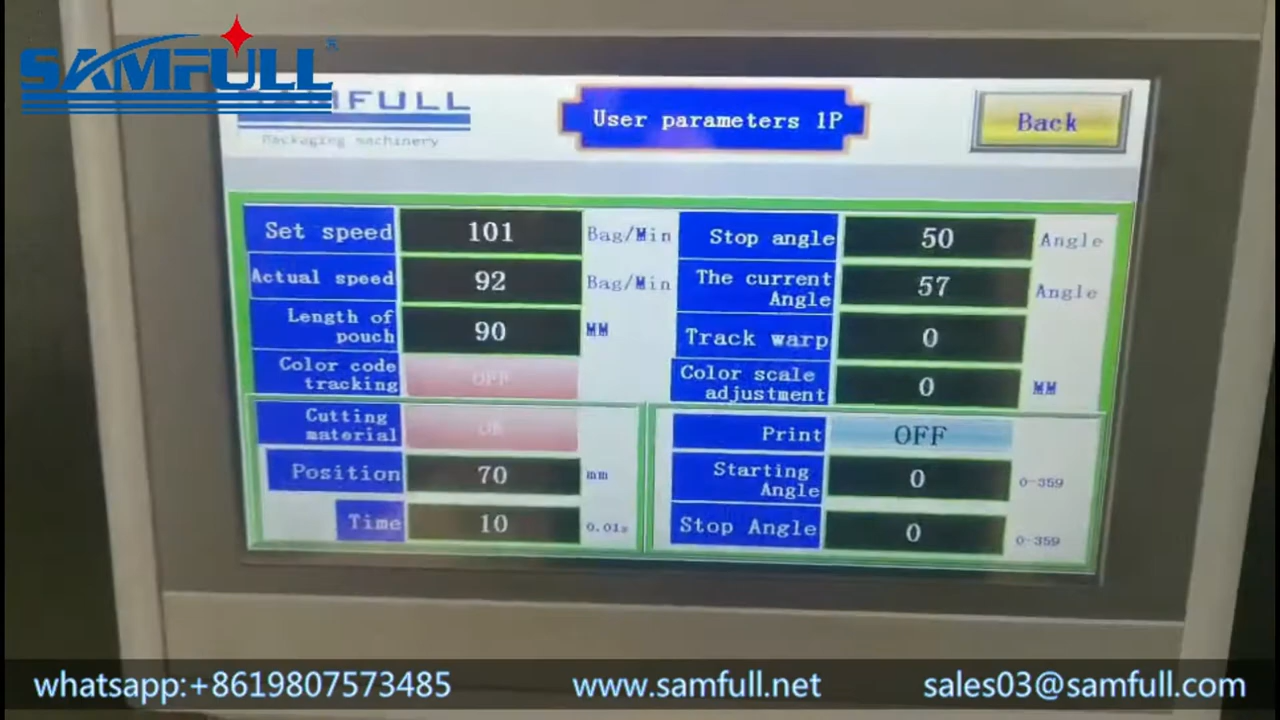 SAMFULL
®
SAMFULL
Packaging machinery
User parameters 1P
Back
Set speed 101 Bag/Min
Actual speed 92 Bag/Min
Length of
pouch
90 MM
Color code
tracking
OFF
Stop angle 50 Angle
The current
Angle
57 Angle
Track warp 0
Color scale
adjustment
0 MM
Cutting
material
Position 70 mm
Time 10 0.01s
Print OFF
Starting
Angle
0 0-359
Stop Angle 0 0-359
whatsapp:+8619807573485
www.samfull.net
sales03@samfull.com